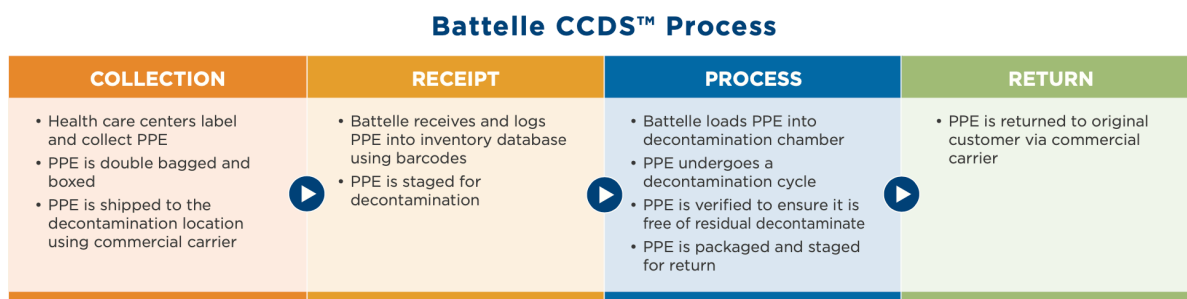 Battelle CCDS™ Process
COLLECTION
• Health care centers label
and collect PPE
• PPE is double bagged and
boxed
• PPE is shipped to the
decontamination location
using commercial carrier
RECEIPT
• Battelle receives and logs
PPE into inventory database
using barcodes
• PPE is staged for
decontamination
PROCESS
• Battelle loads PPE into
decontamination chamber
• PPE undergoes a
decontamination cycle
• PPE is verified to ensure it is
free of residual decontaminate
• PPE is packaged and staged
for return
RETURN
• PPE is returned to original
customer via commercial
carrier